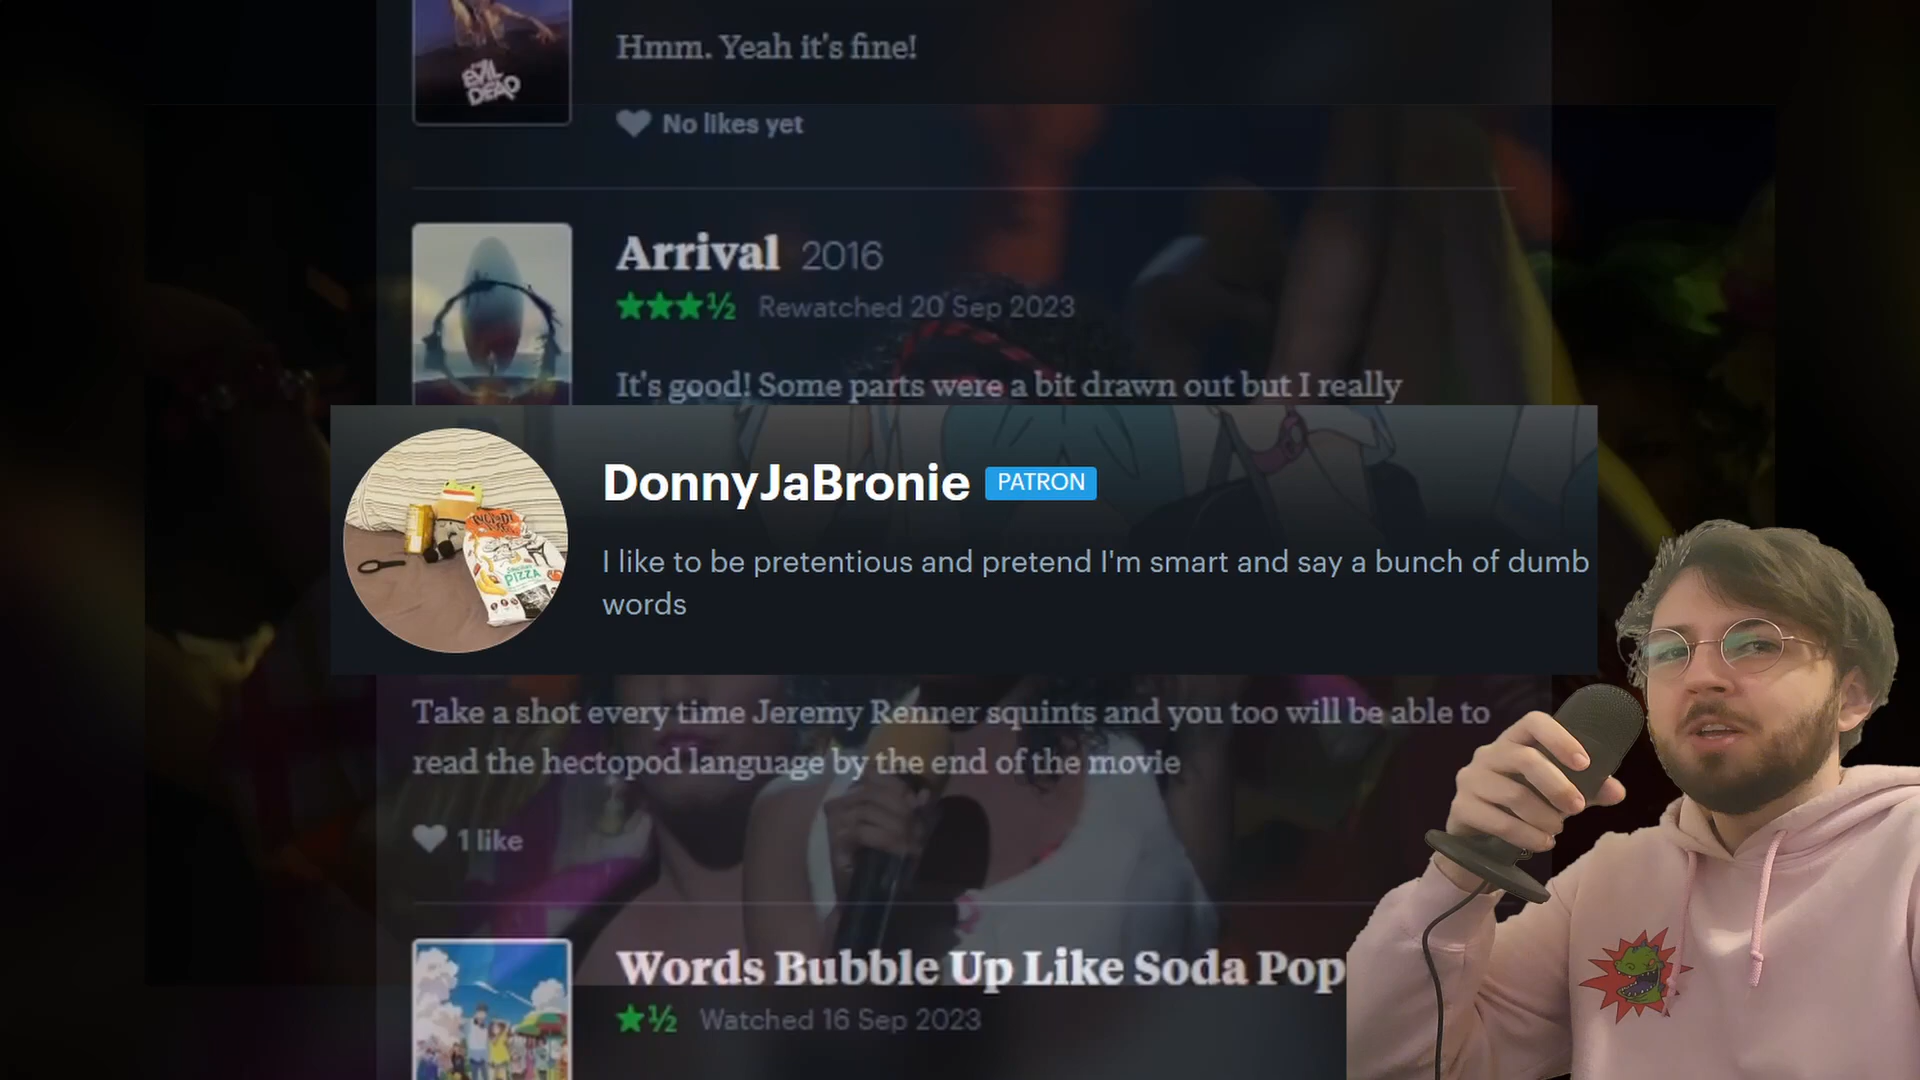 EVIL
DEAD
Hmm. Yeah it's fine!
No likes yet
Arrival 2016
★★★½ Rewatched 20 Sep 2023
It's good! Some parts were a bit drawn out but I really
DonnyJaBronie PATRON
I like to be pretentious and pretend I'm smart and say a bunch of dumb
words
PIZZA
Take a shot every time Jeremy Renner squints and you too will be able to
read the hectopod language by the end of the movie
1 like
Words Bubble Up Like Soda Pop
★½ Watched 16 Sep 2023